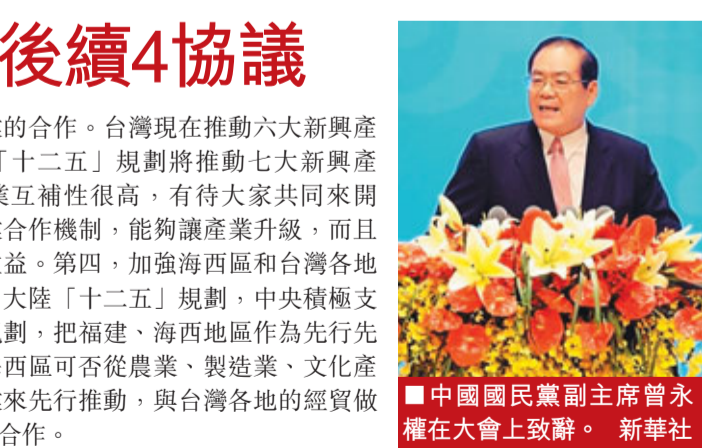 後續4協議
的合作。台灣現在推動六大新興產
「十二五」規劃將推動七大新興產
業互補性很高,有待大家共同來開
合作機制,能夠讓產業升級,而且
益。第四,加強海西區和台灣各地
大陸「十二五」規劃,中央積極支
劃,把福建、海西地區作為先行先
西區可否從農業、製造業、文化產
來先行推動,與台灣各地的經貿做
合作。
■中國國民黨副主席曾永
權在大會上致辭。 新華社